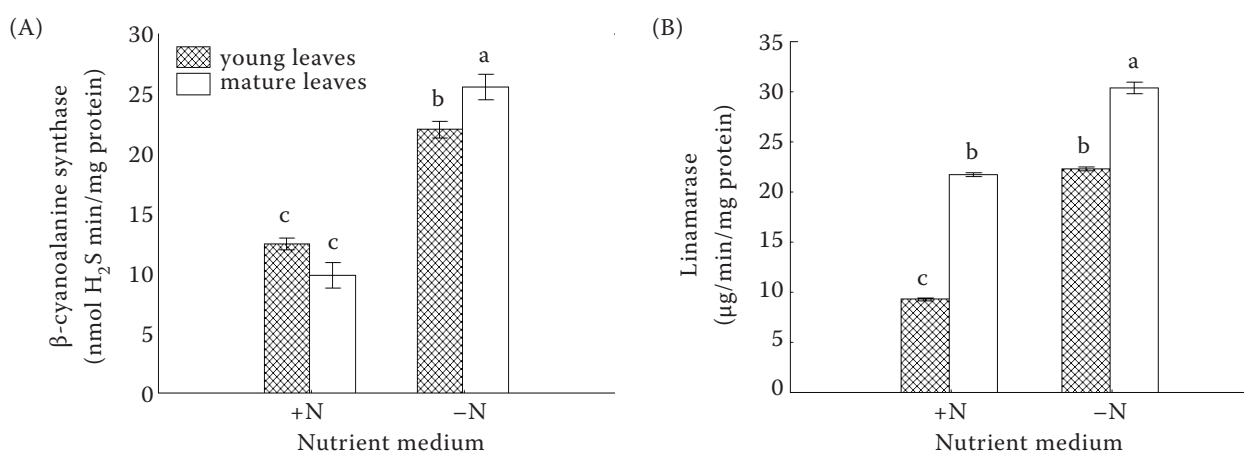 (A)
β-cyanoalanine synthase
(nmol H₂S min/mg protein)
30
25
20
15
10
5
0
young leaves
mature leaves
c
c
b
a
+N
−N
Nutrient medium
(B)
Linamarase
(μg/min/mg protein)
35
30
25
20
15
10
5
0
c
b
b
a
+N
−N
Nutrient medium